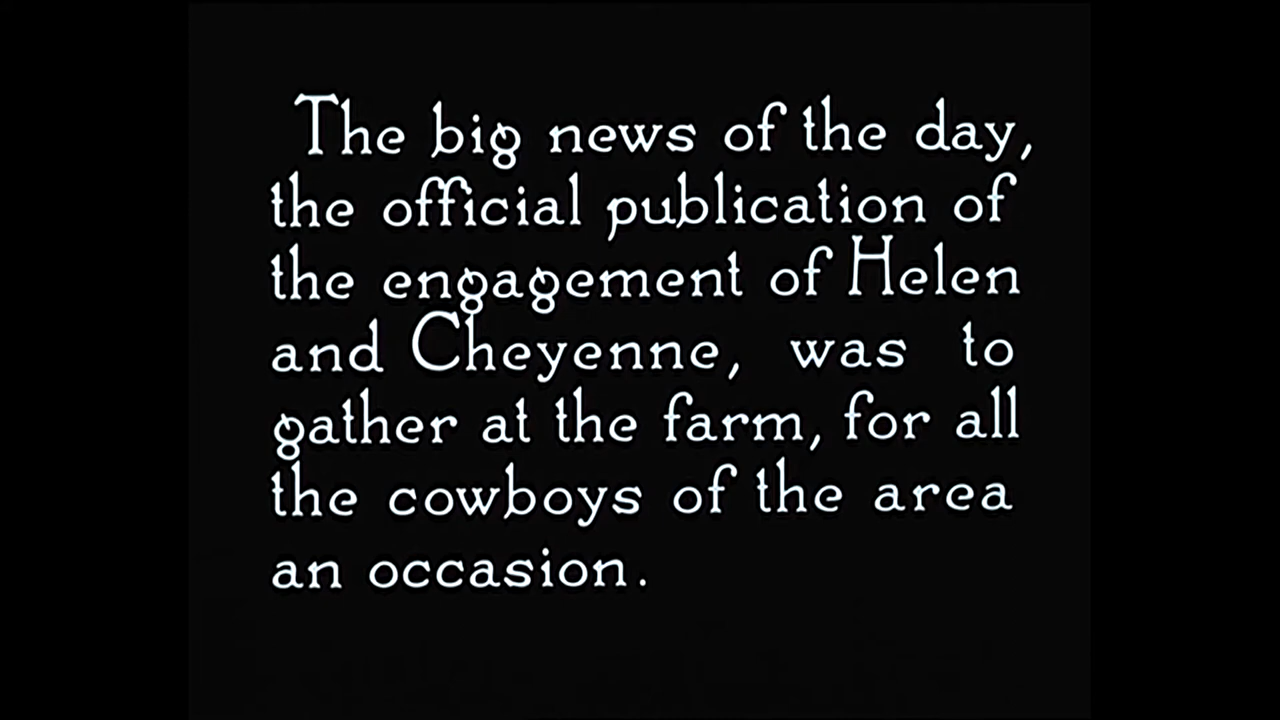 The big news of the day,
the official publication of
the engagement of Helen
and Cheyenne, was to
gather at the farm, for all
the cowboys of the area
an occasion.